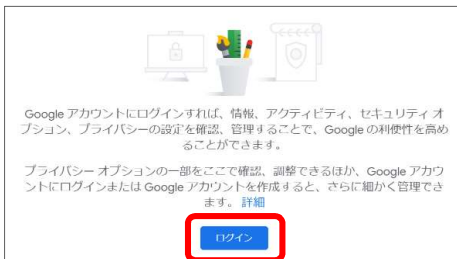 Google アカウントにログインすれば、情報、アクティビティ、セキュリティ オ
プション、プライバシーの設定を確認、管理することで、Google の利便性を高め
ることができます。
プライバシー オプションの一部をここで確認、調整できるほか、Google アカウ
ントにログインまたは Google アカウントを作成すると、さらに細かく管理でき
ます。 詳細
ログイン